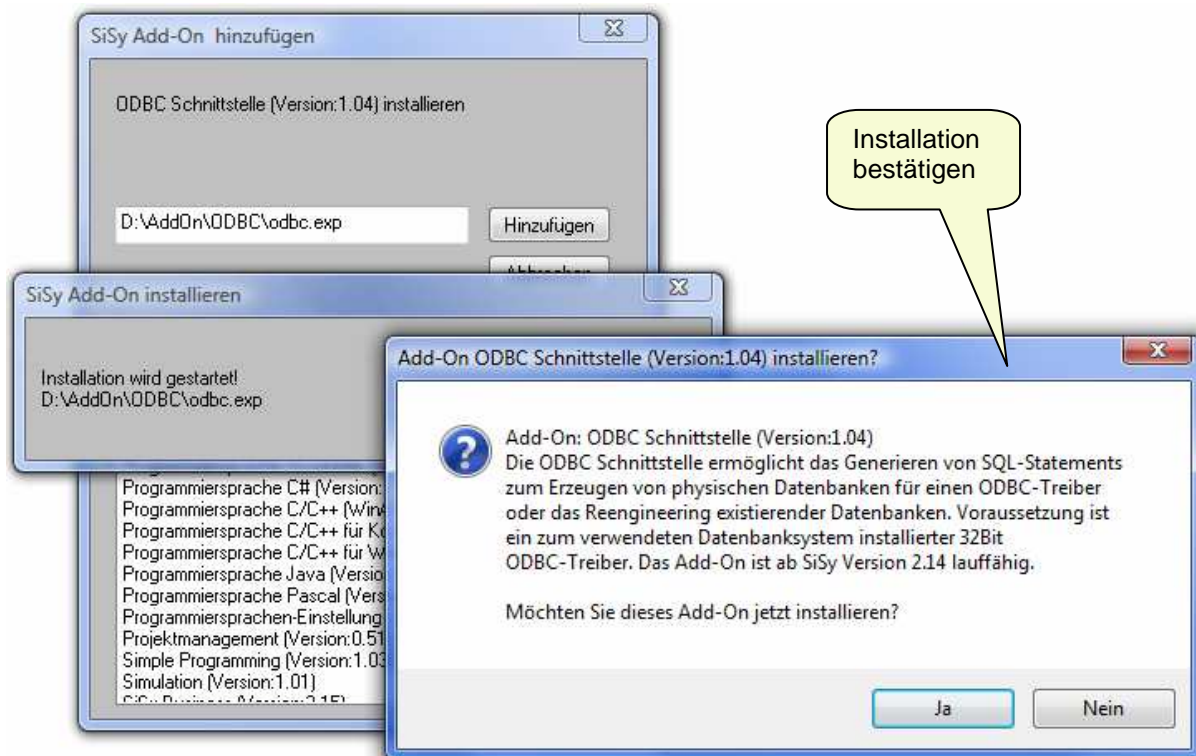 SiSy Add-On hinzufügen
ODBC Schnittstelle (Version:1.04) installieren
D:\AddOn\ODBC\odbc.exp
Hinzufügen
Installation
bestätigen
SiSy Add-On installieren
Installation wird gestartet!
D:\AddOn\ODBC\odbc.exp
Add-On ODBC Schnittstelle (Version:1.04) installieren?
Add-On: ODBC Schnittstelle (Version:1.04)
Die ODBC Schnittstelle ermöglicht das Generieren von SQL-Statements
zum Erzeugen von physischen Datenbanken für einen ODBC-Treiber
oder das Reengineering existierender Datenbanken. Voraussetzung ist
ein zum verwendeten Datenbanksystem installierter 32Bit
ODBC-Treiber. Das Add-On ist ab SiSy Version 2.14 lauffähig.
Möchten Sie dieses Add-On jetzt installieren?
Ja
Nein
Programmiersprache C# (Version:
Programmiersprache C/C++ (Win
Programmiersprache C/C++ für K
Programmiersprache C/C++ für W
Programmiersprache Java (Versio
Programmiersprache Pascal (Vers
Programmiersprachen-Einstellung
Projektmanagement (Version:0.51
Simple Programming (Version:1.03
Simulation (Version:1.01)